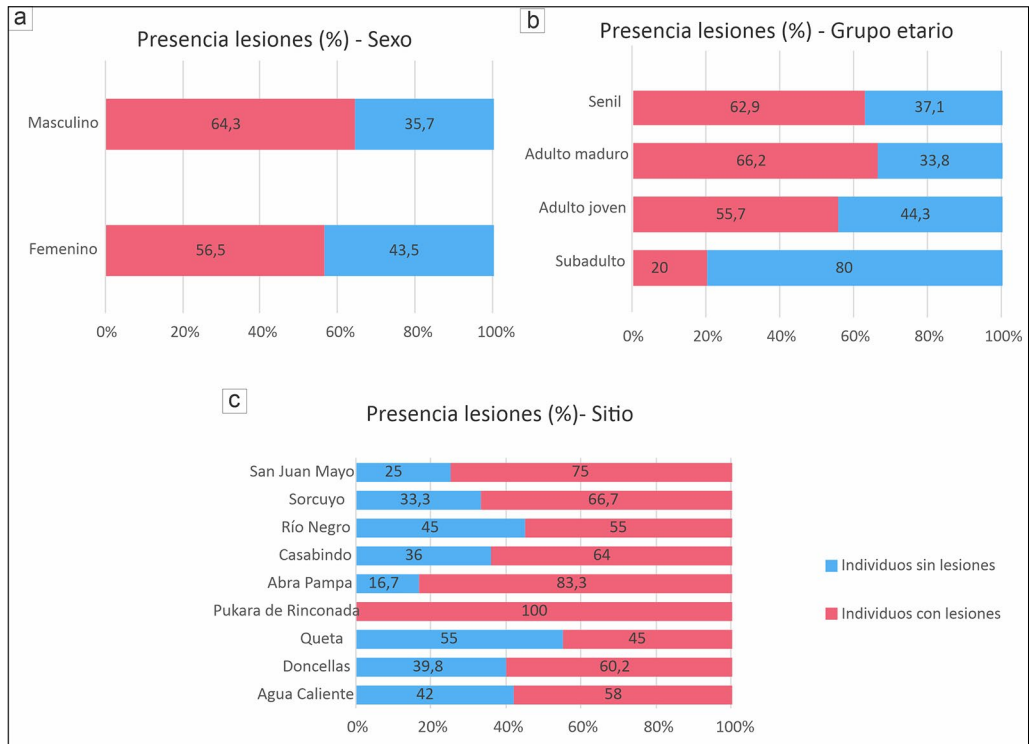 a
Presencia lesiones (%) - Sexo
Masculino 64,3 35,7
Femenino 56,5 43,5
0% 20% 40% 60% 80% 100%
b
Presencia lesiones (%) - Grupo etario
Senil 62,9 37,1
Adulto maduro 66,2 33,8
Adulto joven 55,7 44,3
Subadulto 20 80
0% 20% 40% 60% 80% 100%
c
Presencia lesiones (%)- Sitio
San Juan Mayo 25 75
Sorcuyo 33,3 66,7
Río Negro 45 55
Casabindo 36 64
Abra Pampa 16,7 83,3
Pukara de Rinconada 100
Queta 55 45
Doncellas 39,8 60,2
Agua Caliente 42 58
0% 20% 40% 60% 80% 100%
Individuos sin lesiones
Individuos con lesiones